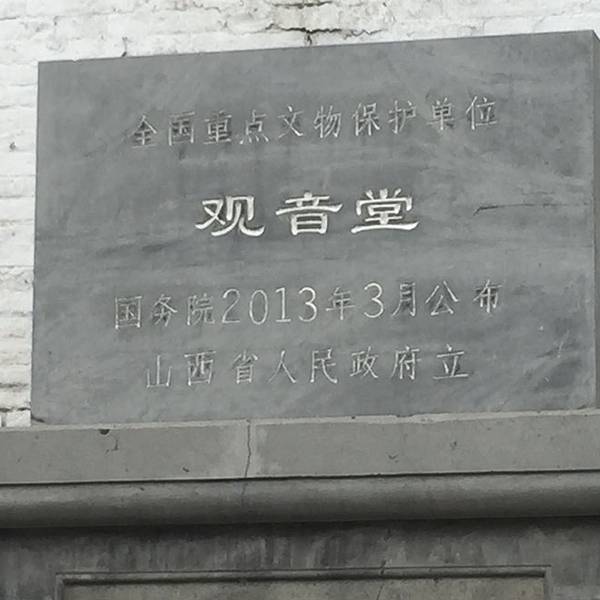 全国重点文物保护单位
观音堂
国务院2013年3月公布
山西省人民政府立